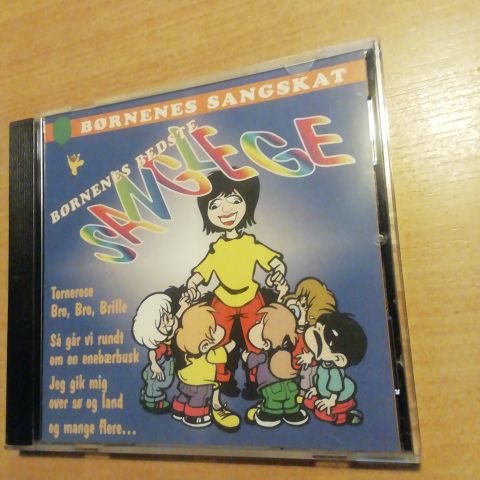 BØRNENES SANGSKAT
BØRNENES BEDSTE
SANGLEGE
Tornerose
Bro, Bro, Brille
Så går vi rundt
om en enebærbusk
Jeg gik mig
over sø og land
og mange flere...